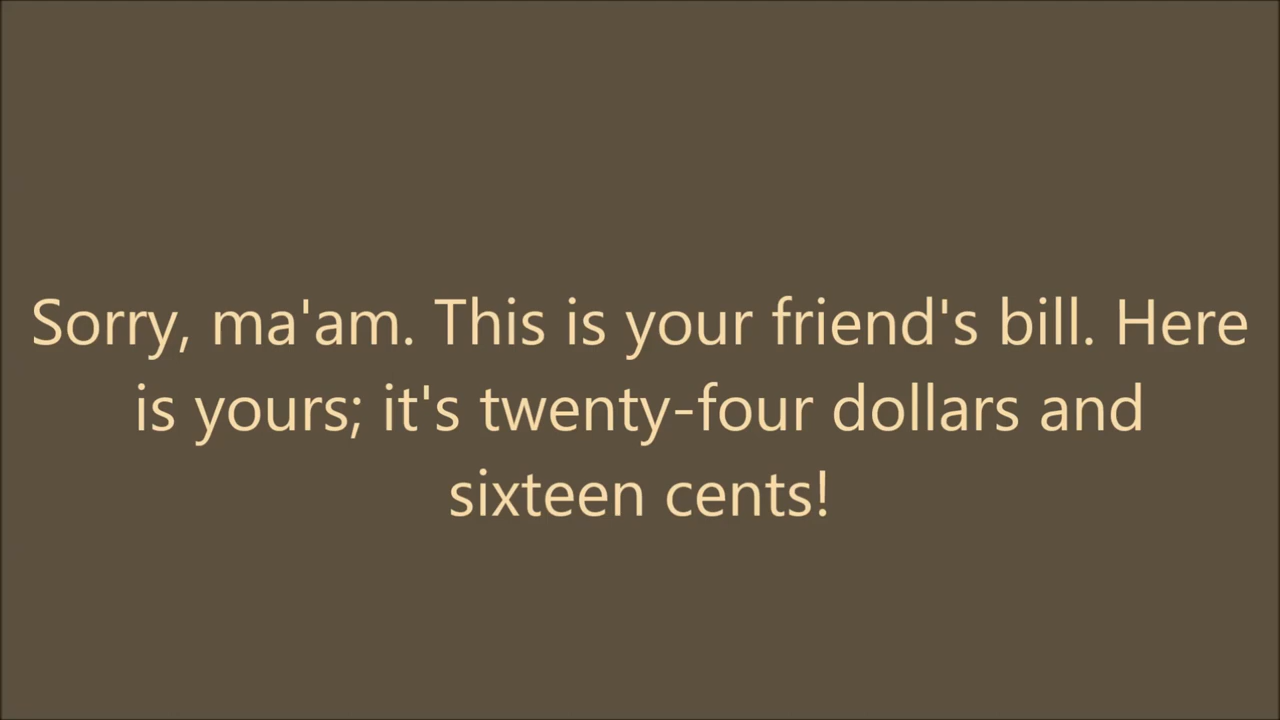 Sorry, ma'am. This is your friend's bill. Here
is yours; it's twenty-four dollars and
sixteen cents!